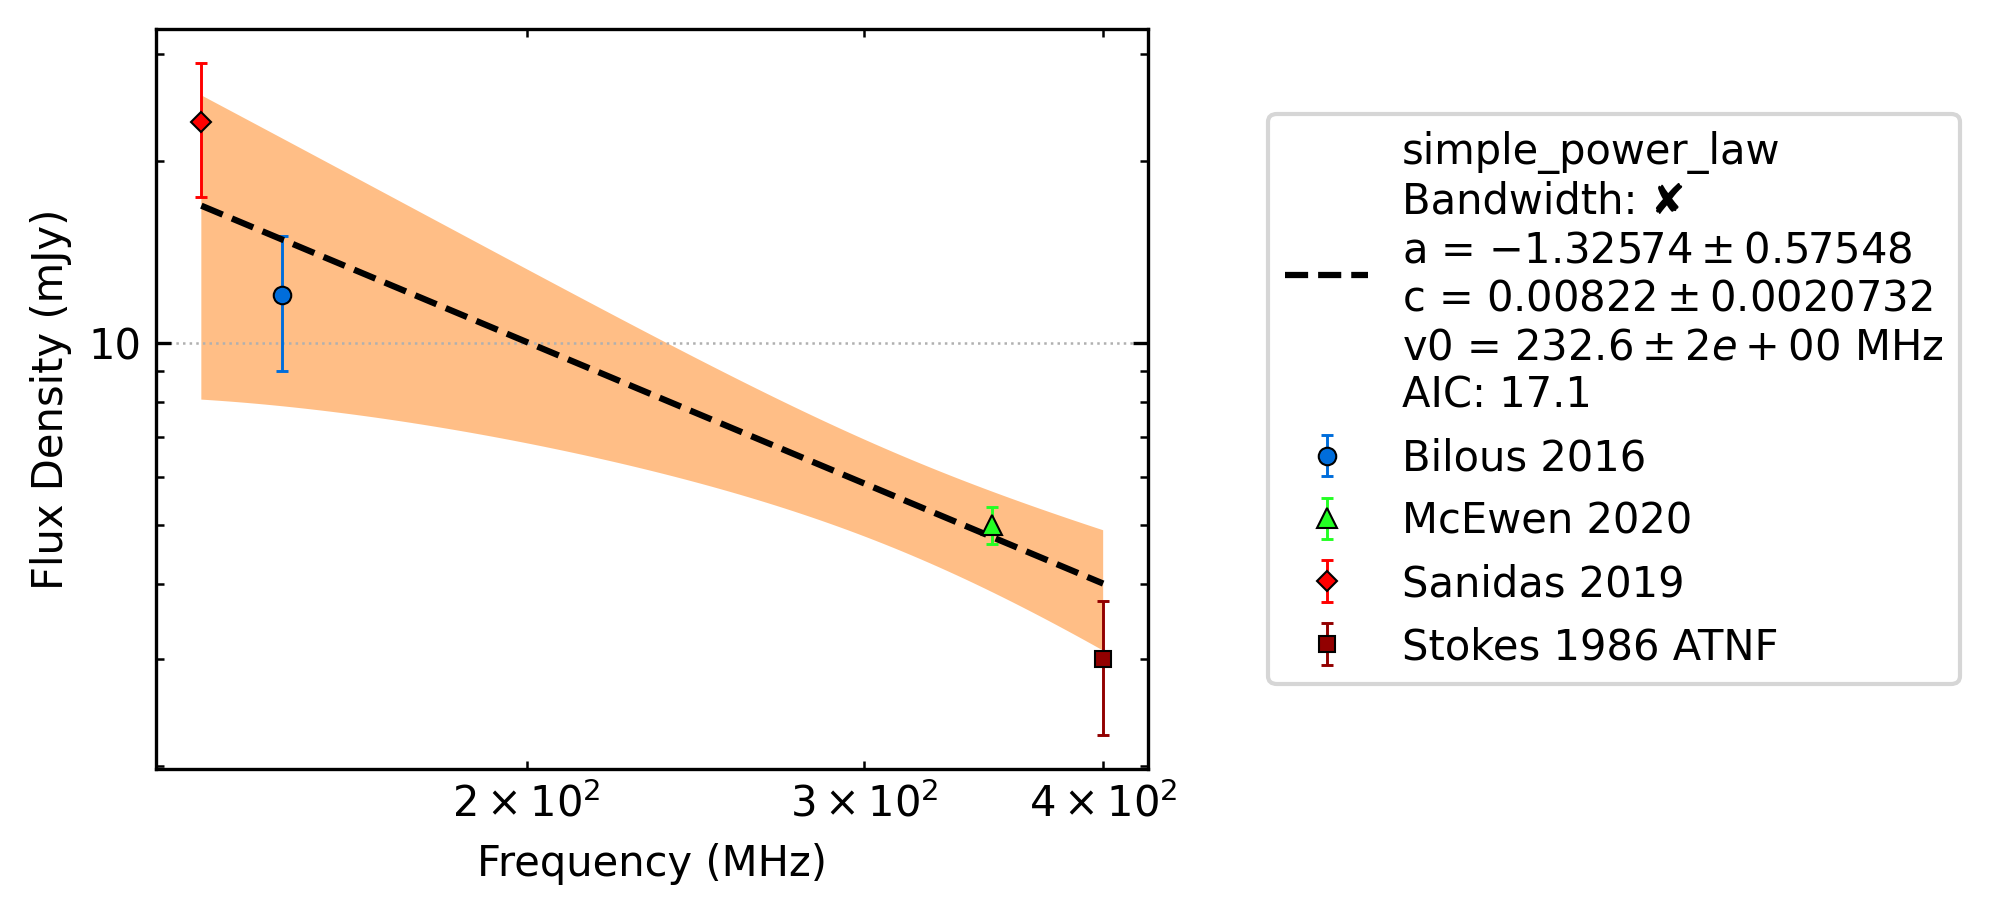 Flux Density (mJy)
10
2 × 10²
3 × 10²
4 × 10²
Frequency (MHz)
simple_power_law
Bandwidth: ✘
a = −1.32574 ± 0.57548
c = 0.00822 ± 0.0020732
v0 = 232.6 ± 2e + 00 MHz
AIC: 17.1
Bilous 2016
McEwen 2020
Sanidas 2019
Stokes 1986 ATNF